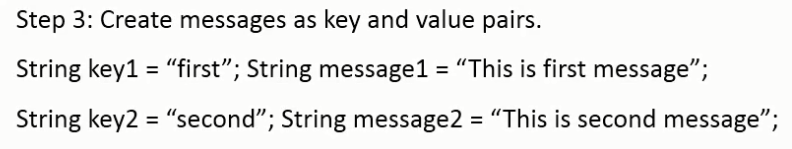 Step 3: Create messages as key and value pairs.
String key1 = “first”; String message1 = “This is first message”;
String key2 = “second”; String message2 = “This is second message”;